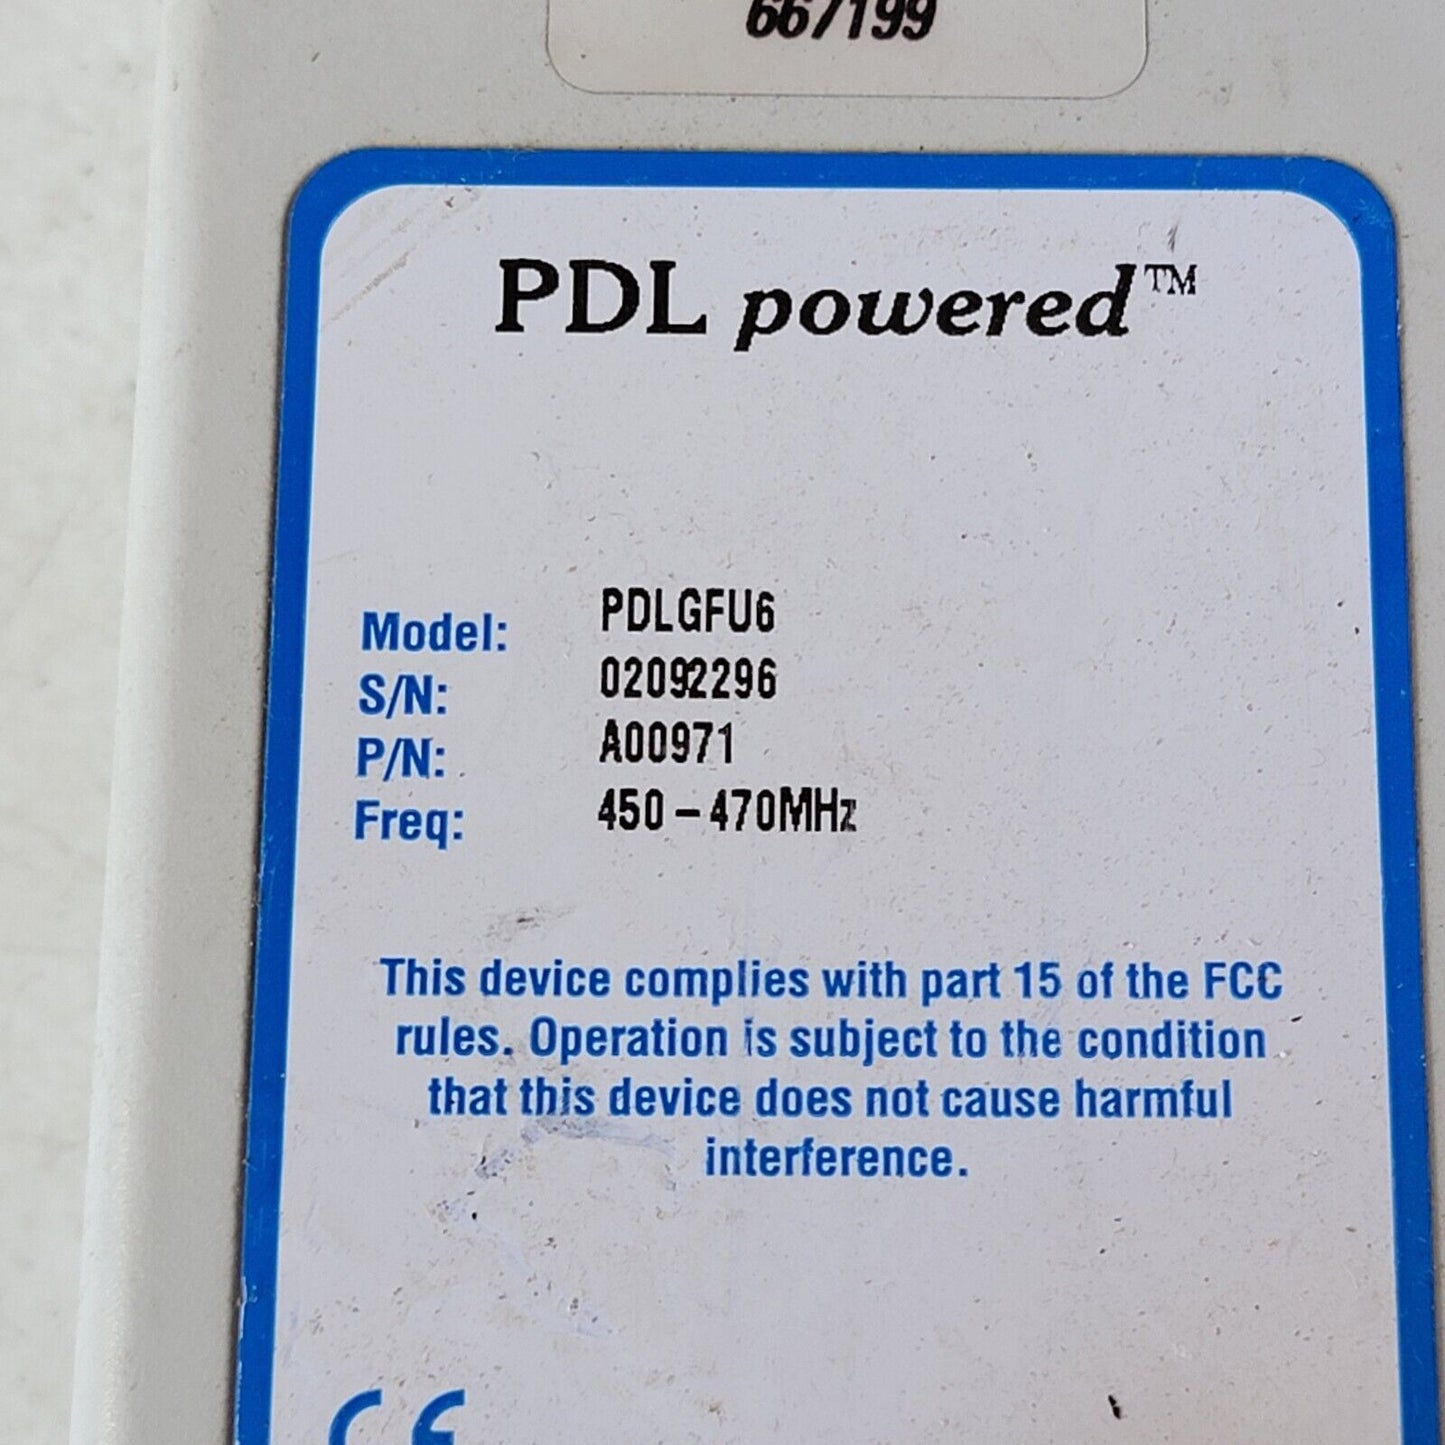 667199
PDL powered™
Model: PDLGFU6
S/N: 02092296
P/N: A00971
Freq: 450-470MHz
This device complies with part 15 of the FCC
rules. Operation is subject to the condition
that this device does not cause harmful
interference.
CE